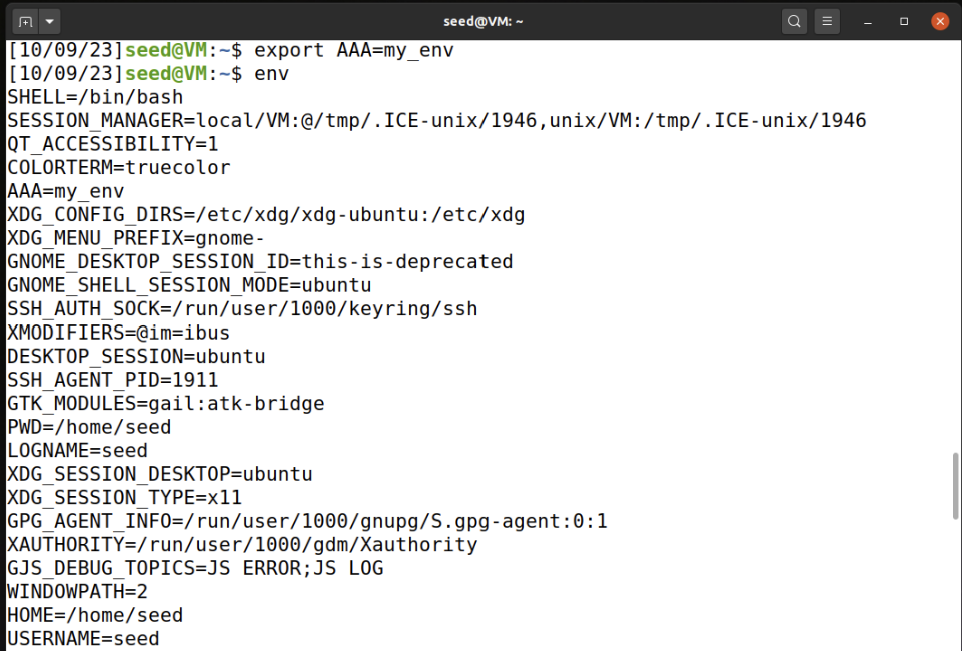 seed@VM: ~
[10/09/23]seed@VM:~$ export AAA=my_env
[10/09/23]seed@VM:~$ env
SHELL=/bin/bash
SESSION_MANAGER=local/VM:@/tmp/.ICE-unix/1946,unix/VM:/tmp/.ICE-unix/1946
QT_ACCESSIBILITY=1
COLORTERM=truecolor
AAA=my_env
XDG_CONFIG_DIRS=/etc/xdg/xdg-ubuntu:/etc/xdg
XDG_MENU_PREFIX=gnome-
GNOME_DESKTOP_SESSION_ID=this-is-deprecated
GNOME_SHELL_SESSION_MODE=ubuntu
SSH_AUTH_SOCK=/run/user/1000/keyring/ssh
XMODIFIERS=@im=ibus
DESKTOP_SESSION=ubuntu
SSH_AGENT_PID=1911
GTK_MODULES=gail:atk-bridge
PWD=/home/seed
LOGNAME=seed
XDG_SESSION_DESKTOP=ubuntu
XDG_SESSION_TYPE=x11
GPG_AGENT_INFO=/run/user/1000/gnupg/S.gpg-agent:0:1
XAUTHORITY=/run/user/1000/gdm/Xauthority
GJS_DEBUG_TOPICS=JS ERROR;JS LOG
WINDOWPATH=2
HOME=/home/seed
USERNAME=seed